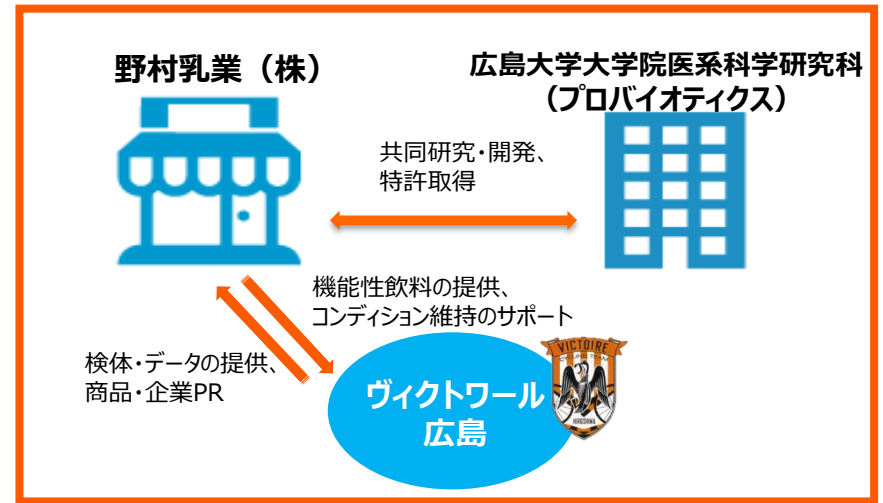 野村乳業（株）
広島大学大学院医系科学研究科
（プロバイオティクス）
共同研究・開発、
特許取得
機能性飲料の提供、
コンディション維持のサポート
検体・データの提供、
商品・企業PR
ヴィクトワール
広島
VICTOIRE
CYCLING TEAM
HIROSHIMA